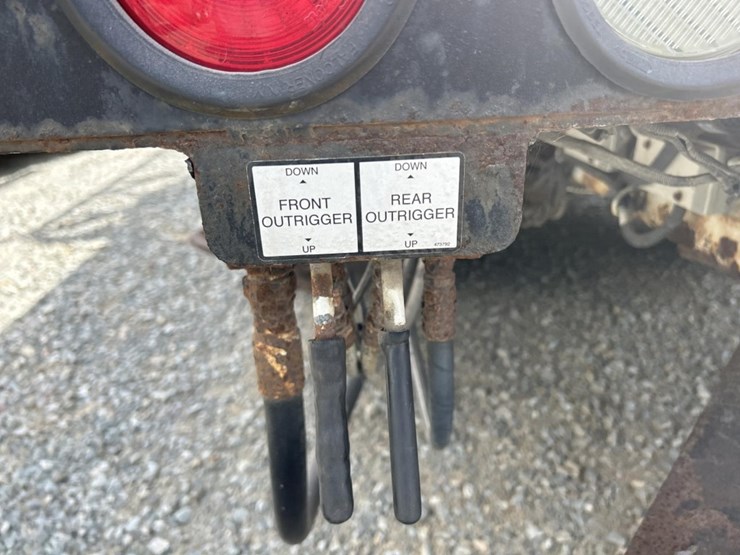 DOWN
FRONT
OUTRIGGER
UP
DOWN
REAR
OUTRIGGER
UP